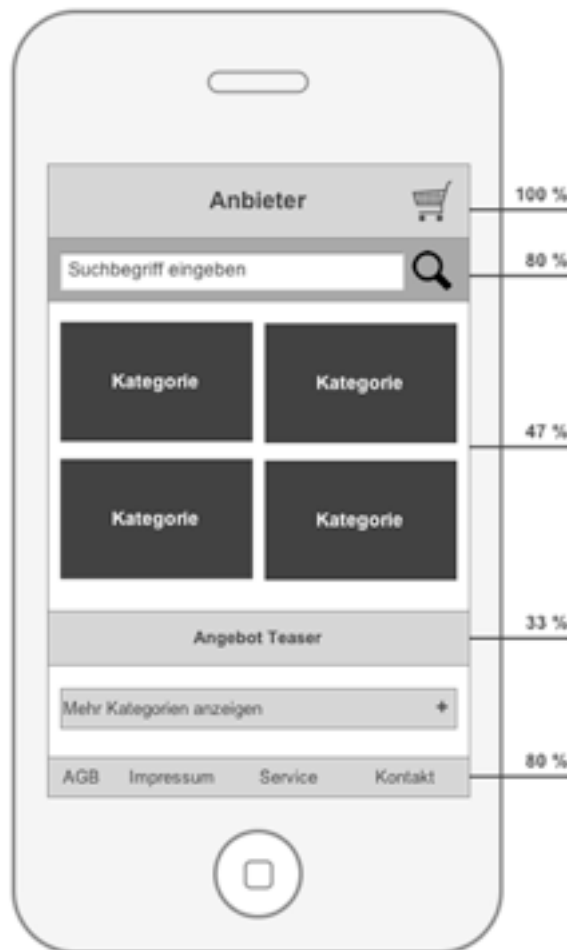 Anbieter
100 %
Suchbegriff eingeben
80 %
Kategorie Kategorie
47 %
Kategorie Kategorie
Angebot Teaser
33 %
Mehr Kategorien anzeigen +
AGB Impressum Service Kontakt
80 %